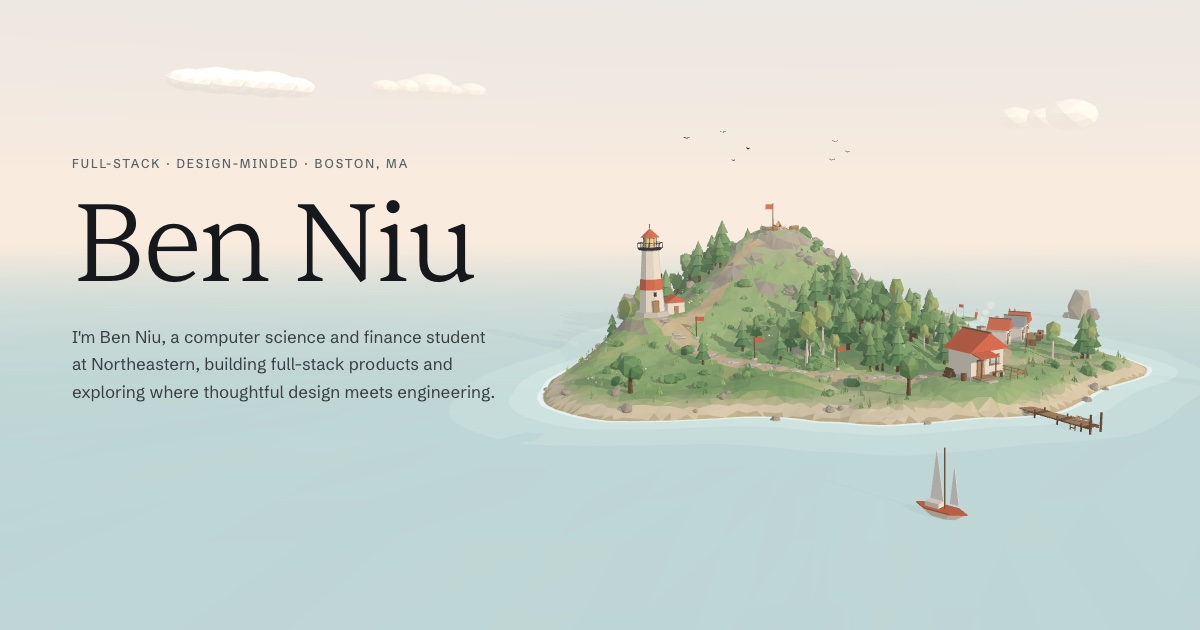 FULL-STACK · DESIGN-MINDED · BOSTON, MA
Ben Niu
I'm Ben Niu, a computer science and finance student
at Northeastern, building full-stack products and
exploring where thoughtful design meets engineering.